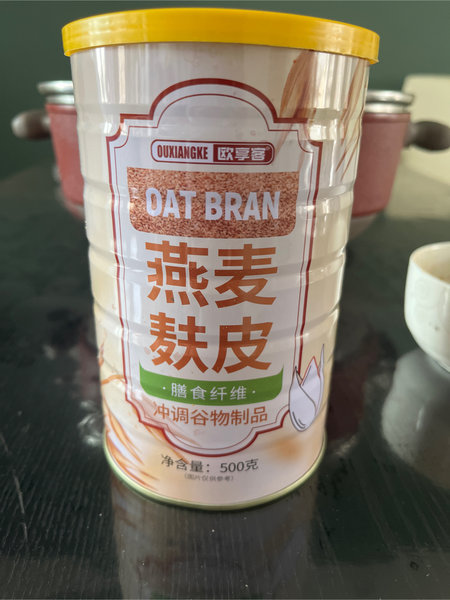 OUXIANGKE 欧享客
OAT BRAN
燕麦
麸皮
·膳食纤维·
冲调谷物制品
净含量：500克
(图片仅供参考)